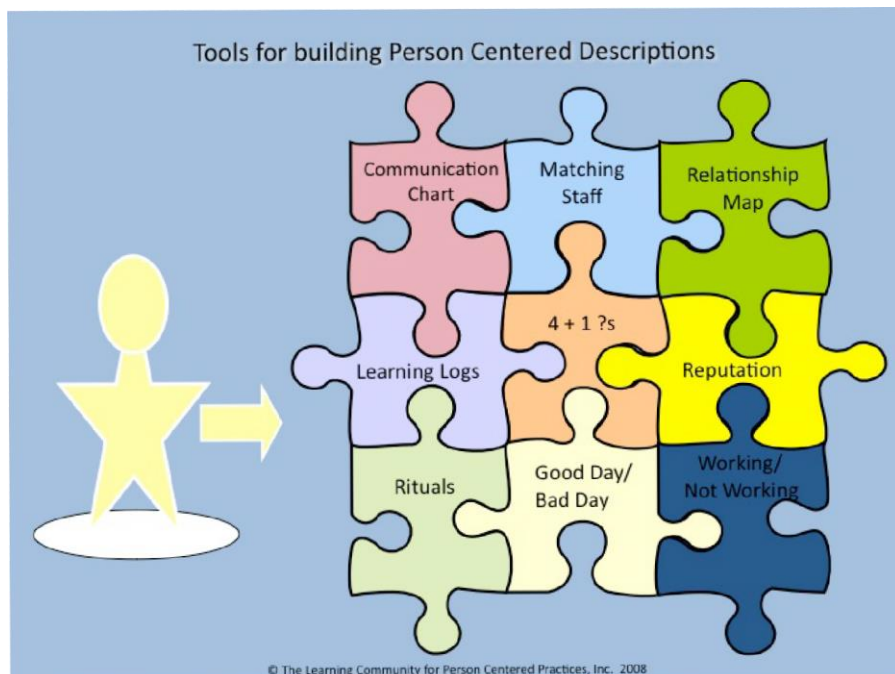 Tools for building Person Centered Descriptions
Communication
Chart
Matching
Staff
Relationship
Map
Learning Logs
4 + 1 ?s
Reputation
Rituals
Good Day/
Bad Day
Working/
Not Working
© The Learning Community for Person Centered Practices, Inc. 2008